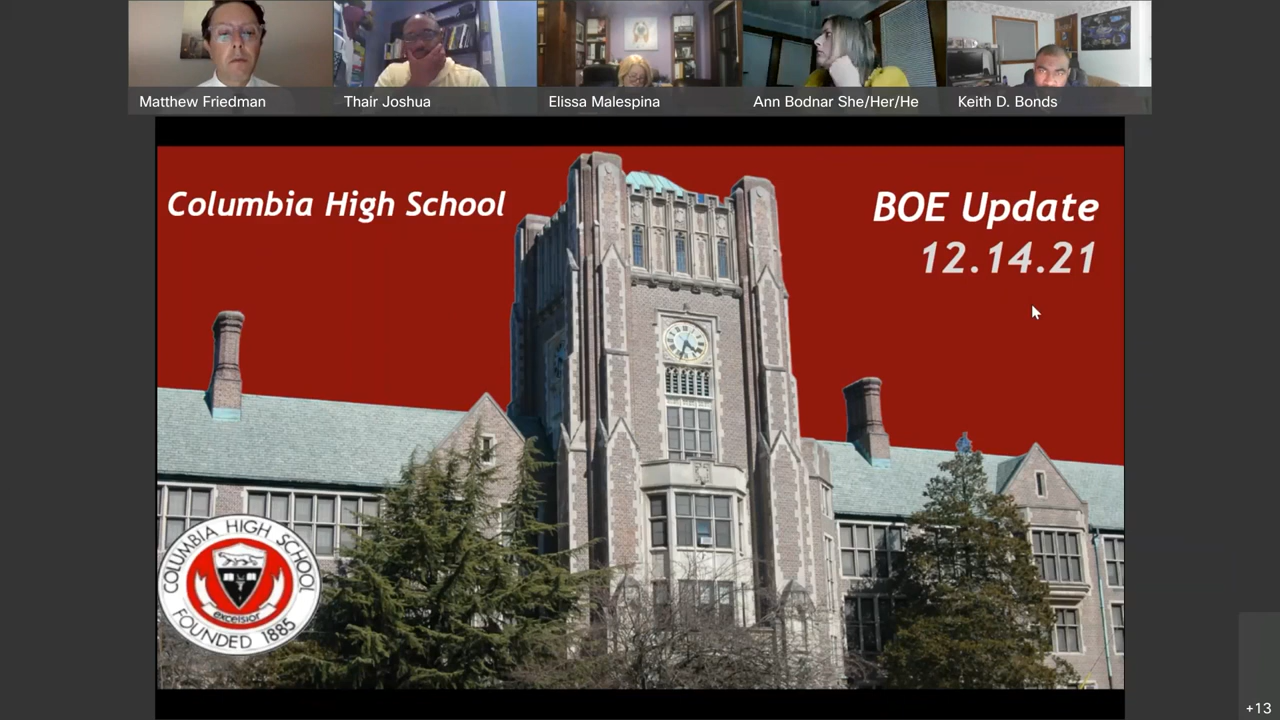 Matthew Friedman
Thair Joshua
Elissa Malespina
Ann Bodnar She/Her/He
Keith D. Bonds
Columbia High School
BOE Update
12.14.21
COLUMBIA HIGH SCHOOL
excelsior
FOUNDED 1885
+13